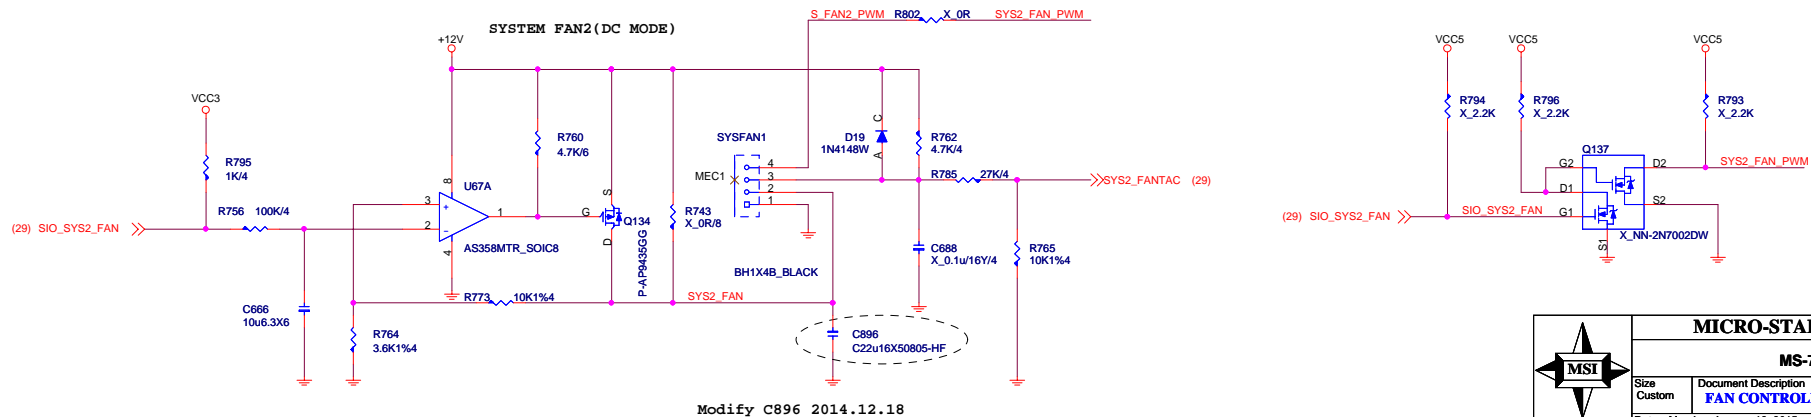 SYSTEM FAN2(DC MODE)
S_FAN2_PWM R802 X_0R SYS2_FAN_PWM
+12V
VCC3
R795
1K/4
R756 100K/4
(29) SIO_SYS2_FAN
C666
10u6.3X6
U67A
8
3
+
2
-
1
4
AS358MTR_SOIC8
R760
4.7K/6
S
G
D
Q134
P-AP9435GG
R743
X_0R/8
R773 10K1%4
R764
3.6K1%4
SYS2_FAN
SYSFAN1
MEC1
4
3
2
1
BH1X4B_BLACK
D19
1N4148W
C
A
R762
4.7K/4
R785 27K/4
SYS2_FANTAC (29)
C688
X_0.1u/16Y/4
R765
10K1%4
C896
C22u16X50805-HF
Modify C896 2014.12.18
VCC5
VCC5
VCC5
R794
X_2.2K
R796
X_2.2K
R793
X_2.2K
Q137
G2
D2
SYS2_FAN_PWM
D1
S2
(29) SIO_SYS2_FAN
SIO_SYS2_FAN
G1
S1
X_NN-2N7002DW
MSI
MICRO-STA
MS-7
Size
Custom
Document Description
FAN CONTROL